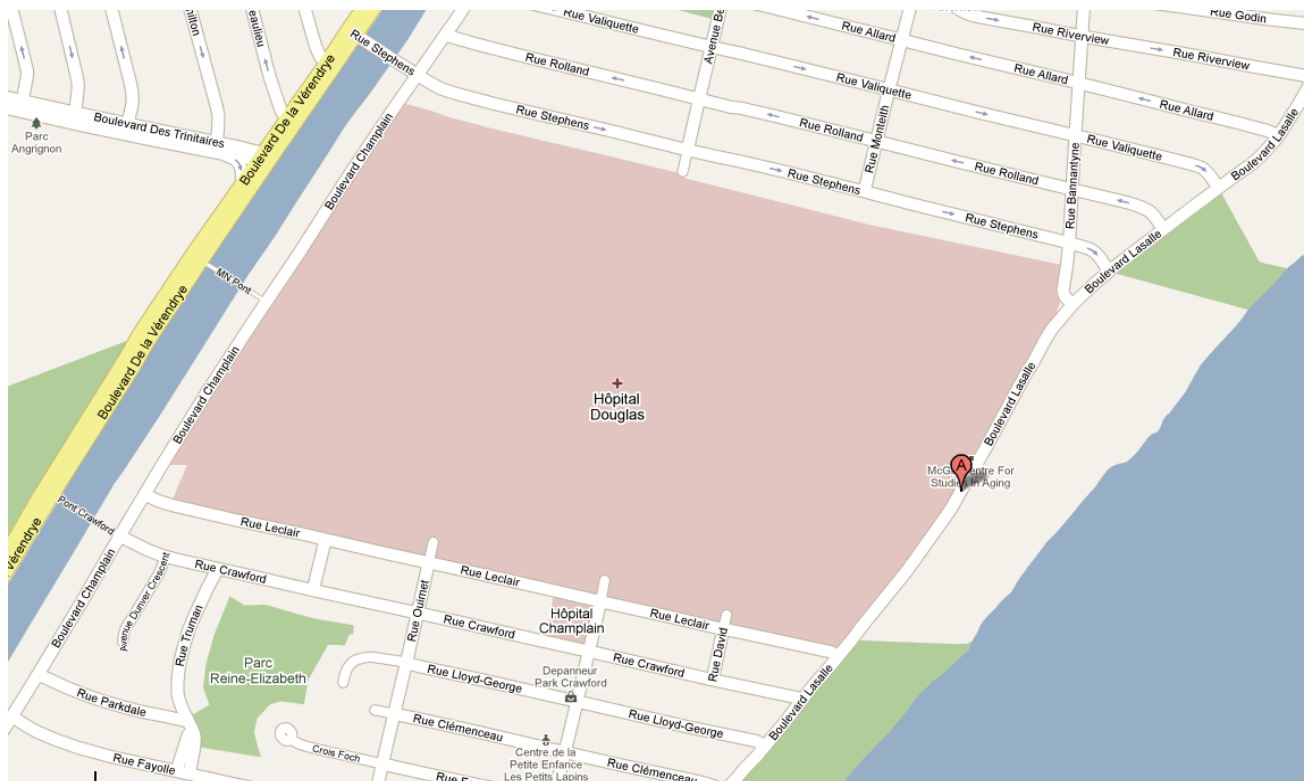 Rue Valiquette
Rue Godin
Rue Riverview
Rue Riverview
Rue Allard
Rue Allard
Rue Allard
Rue Stephens
Rue Rolland
Rue Valiquette
Rue Rolland
Rue Valiquette
Rue Rolland
Rue Monteith
Rue Bannantyne
Boulevard Lasalle
Parc
Angrignon
Boulevard Des Trinitaires
Boulevard De la Vérendrye
Boulevard Champlain
Rue Stephens
Rue Stephens
Rue Stephens
Boulevard Lasalle
MN Pont
Boulevard De la Vérendrye
Boulevard Champlain
Hôpital
Douglas
Boulevard Lasalle
A
Studies In Aging
Pont Crawford
Vérendrye
Rue Leclair
Rue Crawford
Avenue Dunver Crescent
Boulevard Champlain
Rue Truman
Rue Ouimet
Rue Leclair
Hôpital
Champlain
Rue Leclair
Rue David
Rue Crawford
Rue Crawford
Parc
Reine-Elizabeth
Depanneur
Park Crawford
Rue Lloyd-George
Rue Lloyd-George
Boulevard Lasalle
Rue Parkdale
Rue Clémenceau
Crois Foch
Centre de la
Petite Enfance
Les Petits Lapins
Rue Clémenceau
Rue Fayolle